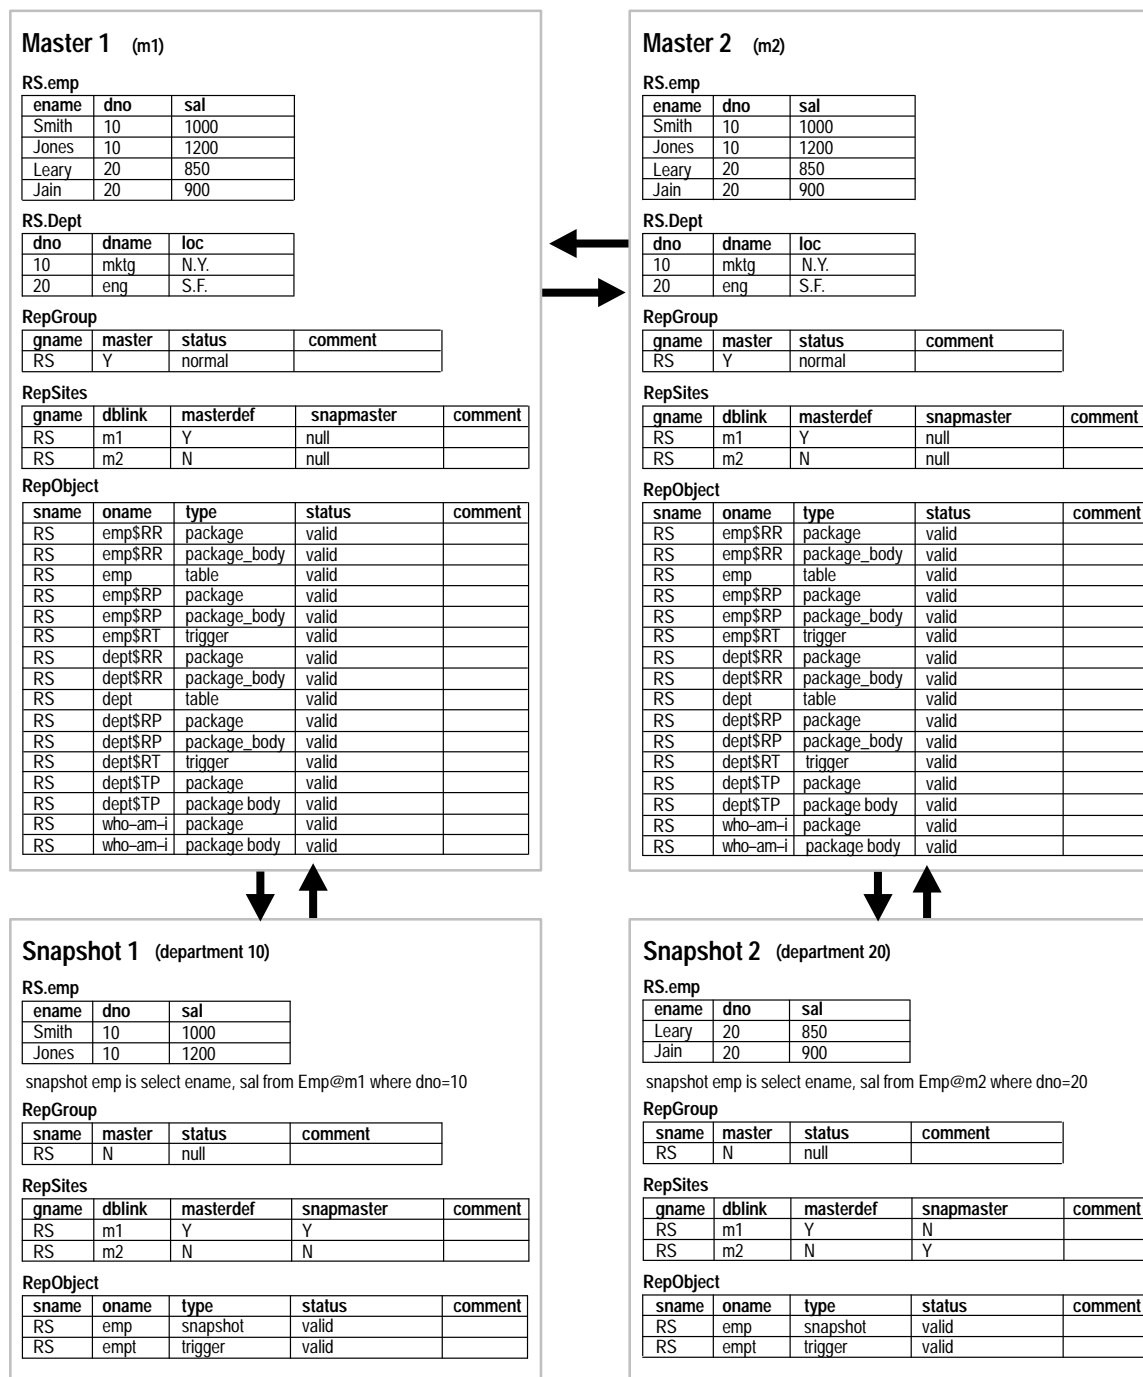 Master 1 (m1)
RS.emp
ename dno sal
Smith 10 1000
Jones 10 1200
Leary 20 850
Jain 20 900
RS.Dept
dno dname loc
10 mktg N.Y.
20 eng S.F.
RepGroup
gname master status comment
RS Y normal
RepSites
gname dblink masterdef snapmaster comment
RS m1 Y null
RS m2 N null
RepObject
sname oname type status comment
RS emp$RR package valid
RS emp$RR package_body valid
RS emp table valid
RS emp$RP package valid
RS emp$RP package_body valid
RS emp$RT trigger valid
RS dept$RR package valid
RS dept$RR package_body valid
RS dept table valid
RS dept$RP package valid
RS dept$RP package_body valid
RS dept$RT trigger valid
RS dept$TP package valid
RS dept$TP package body valid
RS who–am–i package valid
RS who–am–i package body valid
Master 2 (m2)
RS.emp
ename dno sal
Smith 10 1000
Jones 10 1200
Leary 20 850
Jain 20 900
RS.Dept
dno dname loc
10 mktg N.Y.
20 eng S.F.
RepGroup
gname master status comment
RS Y normal
RepSites
gname dblink masterdef snapmaster comment
RS m1 Y null
RS m2 N null
RepObject
sname oname type status comment
RS emp$RR package valid
RS emp$RR package_body valid
RS emp table valid
RS emp$RP package valid
RS emp$RP package_body valid
RS emp$RT trigger valid
RS dept$RR package valid
RS dept$RR package_body valid
RS dept table valid
RS dept$RP package valid
RS dept$RP package_body valid
RS dept$RT trigger valid
RS dept$TP package valid
RS dept$TP package body valid
RS who–am–i package valid
RS who–am–i package body valid
Snapshot 1 (department 10)
RS.emp
ename dno sal
Smith 10 1000
Jones 10 1200
snapshot emp is select ename, sal from Emp@m1 where dno=10
RepGroup
sname master status comment
RS N null
RepSites
gname dblink masterdef snapmaster comment
RS m1 Y Y
RS m2 N N
RepObject
sname oname type status comment
RS emp snapshot valid
RS empt trigger valid
Snapshot 2 (department 20)
RS.emp
ename dno sal
Leary 20 850
Jain 20 900
snapshot emp is select ename, sal from Emp@m2 where dno=20
RepGroup
sname master status comment
RS N null
RepSites
gname dblink masterdef snapmaster comment
RS m1 Y N
RS m2 N Y
RepObject
sname oname type status comment
RS emp snapshot valid
RS empt trigger valid